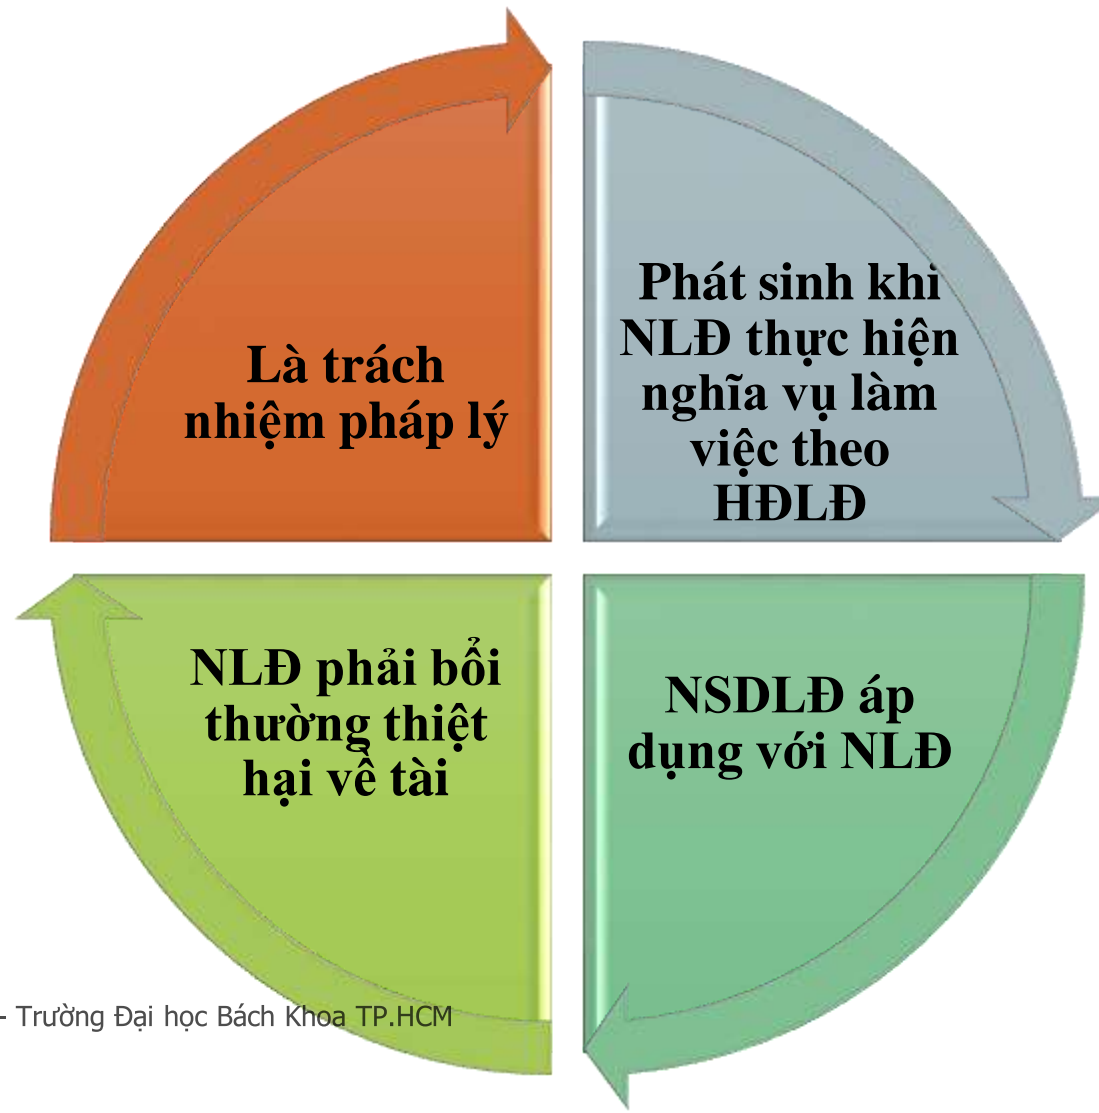 Là trách
nhiệm pháp lý
Phát sinh khi
NLĐ thực hiện
nghĩa vụ làm
việc theo
HĐLĐ
NLĐ phải bổi
thường thiệt
hại về tài
NSDLĐ áp
dụng với NLĐ
- Trường Đại học Bách Khoa TP.HCM